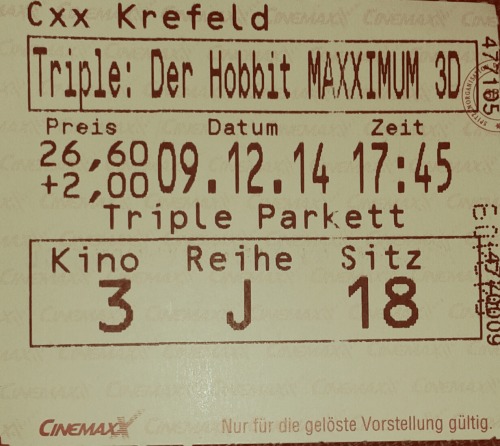 Cxx Krefeld
Triple: Der Hobbit MAXXIMUM 3D
Preis Datum Zeit
26,60 09.12.14 17:45
+2,00
Triple Parkett
Kino Reihe Sitz
3 J 18
CINEMAXX Nur für die gelöste Vorstellung gültig.